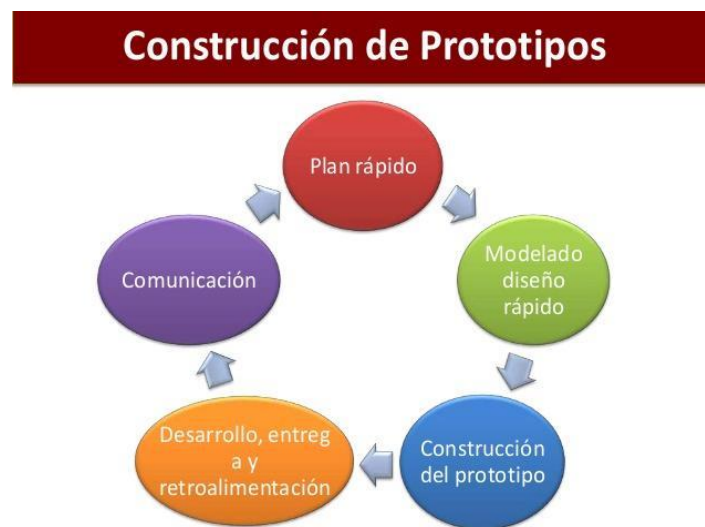 Construcción de Prototipos
Plan rápido
Modelado
diseño
rápido
Construcción
del prototipo
Desarrollo, entreg
a y
retroalimentación
Comunicación